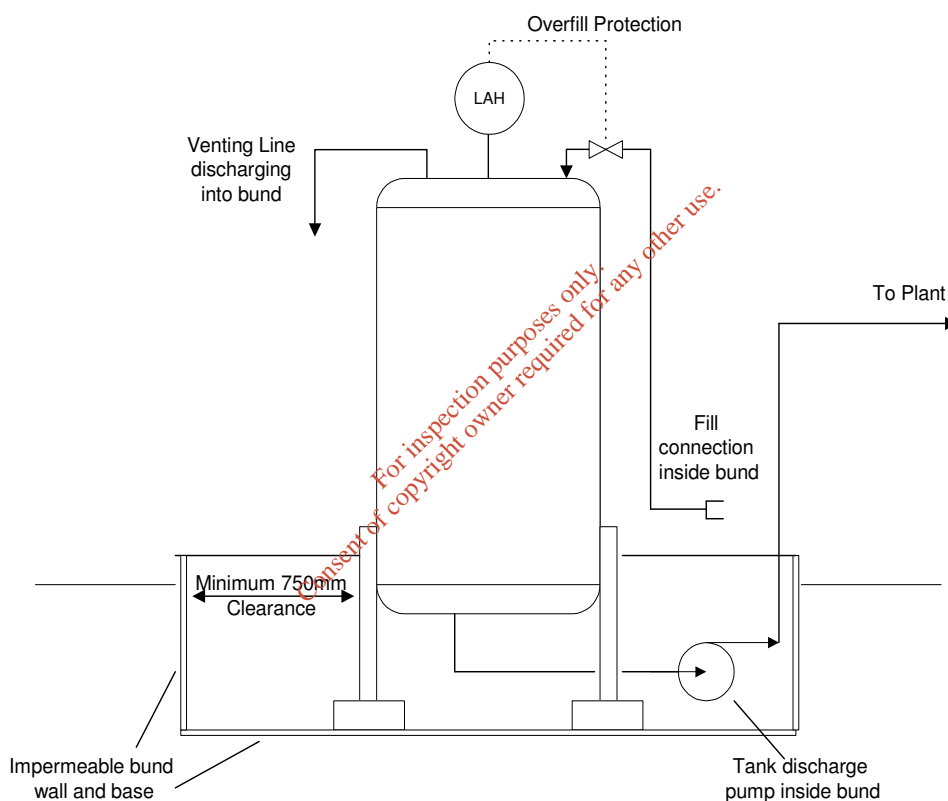 Overfill Protection
LAH
Venting Line
discharging
into bund
For inspection purposes only.
Consent of copyright owner required for any other use.
To Plant
Fill
connection
inside bund
Minimum 750mm
Clearance
Impermeable bund
wall and base
Tank discharge
pump inside bund